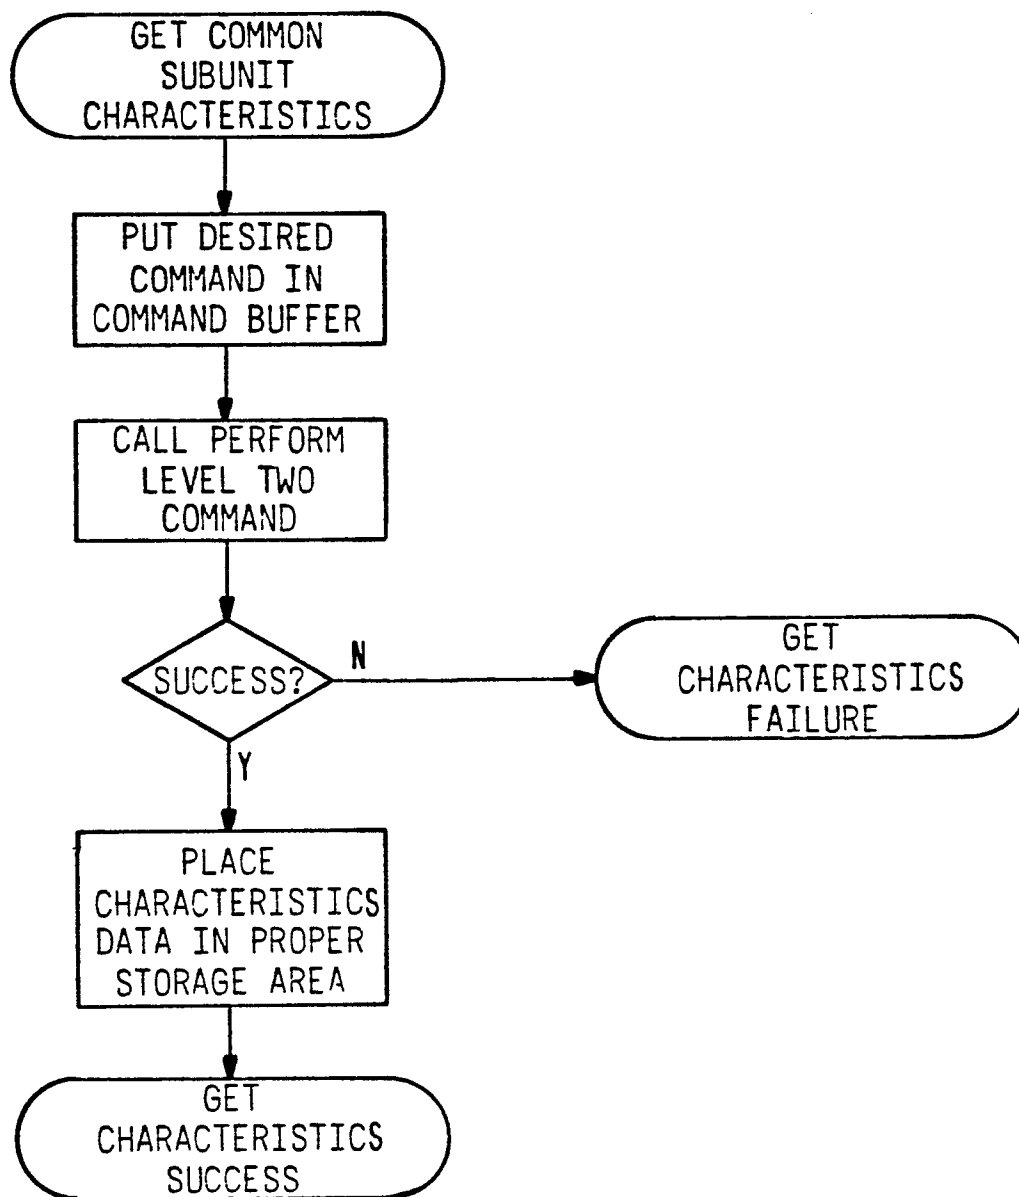 GET COMMON
SUBUNIT
CHARACTERISTICS
PUT DESIRED
COMMAND IN
COMMAND BUFFER
CALL PERFORM
LEVEL TWO
COMMAND
SUCCESS?
N
GET
CHARACTERISTICS
FAILURE
Y
PLACE
CHARACTERISTICS
DATA IN PROPER
STORAGE AREA
GET
CHARACTERISTICS
SUCCESS